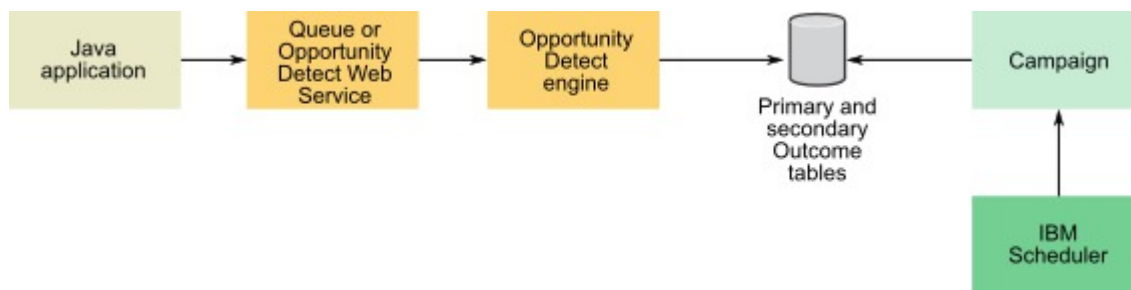 Java
application
Queue or
Opportunity
Detect Web
Service
Opportunity
Detect
engine
Primary and
secondary
Outcome
tables
Campaign
IBM
Scheduler